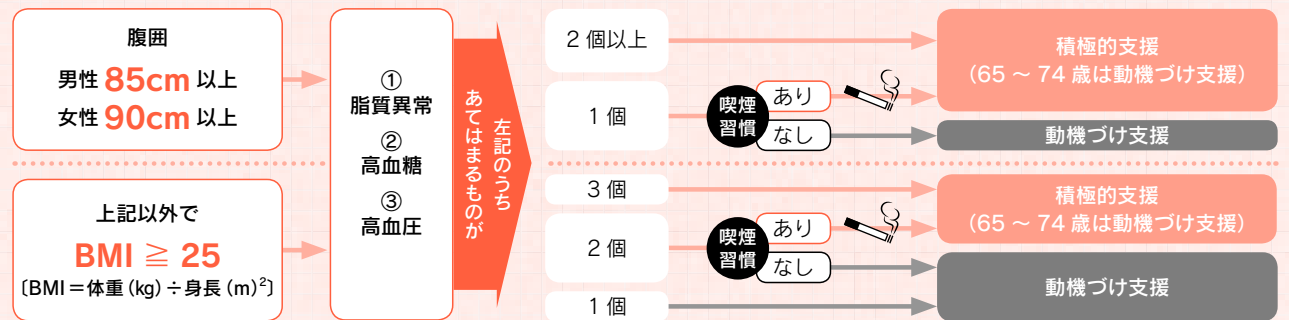 腹囲
男性 85cm 以上
女性 90cm 以上
上記以外で
BMI ≧ 25
〔BMI＝体重(kg)÷身長(m)²〕
①
脂質異常
②
高血糖
③
高血圧
左記のうち
あてはまるものが
2 個以上
1 個
喫煙
習慣
あり
なし
積極的支援
（65 ～ 74 歳は動機づけ支援）
動機づけ支援
3 個
2 個
喫煙
習慣
あり
なし
1 個
積極的支援
（65 ～ 74 歳は動機づけ支援）
動機づけ支援